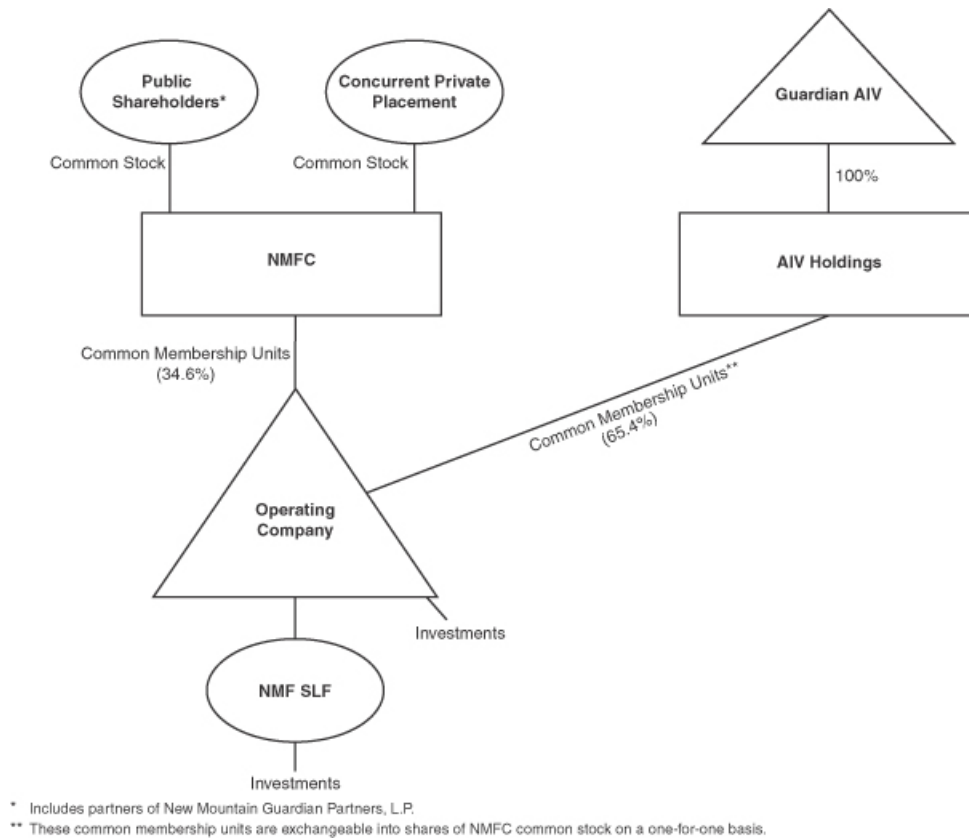 Public
Shareholders*
Concurrent Private
Placement
Guardian AIV
Common Stock
Common Stock
100%
NMFC
AIV Holdings
Common Membership Units
(34.6%)
Common Membership Units**
(65.4%)
Operating
Company
Investments
NMF SLF
Investments
* Includes partners of New Mountain Guardian Partners, L.P.
** These common membership units are exchangeable into shares of NMFC common stock on a one-for-one basis.